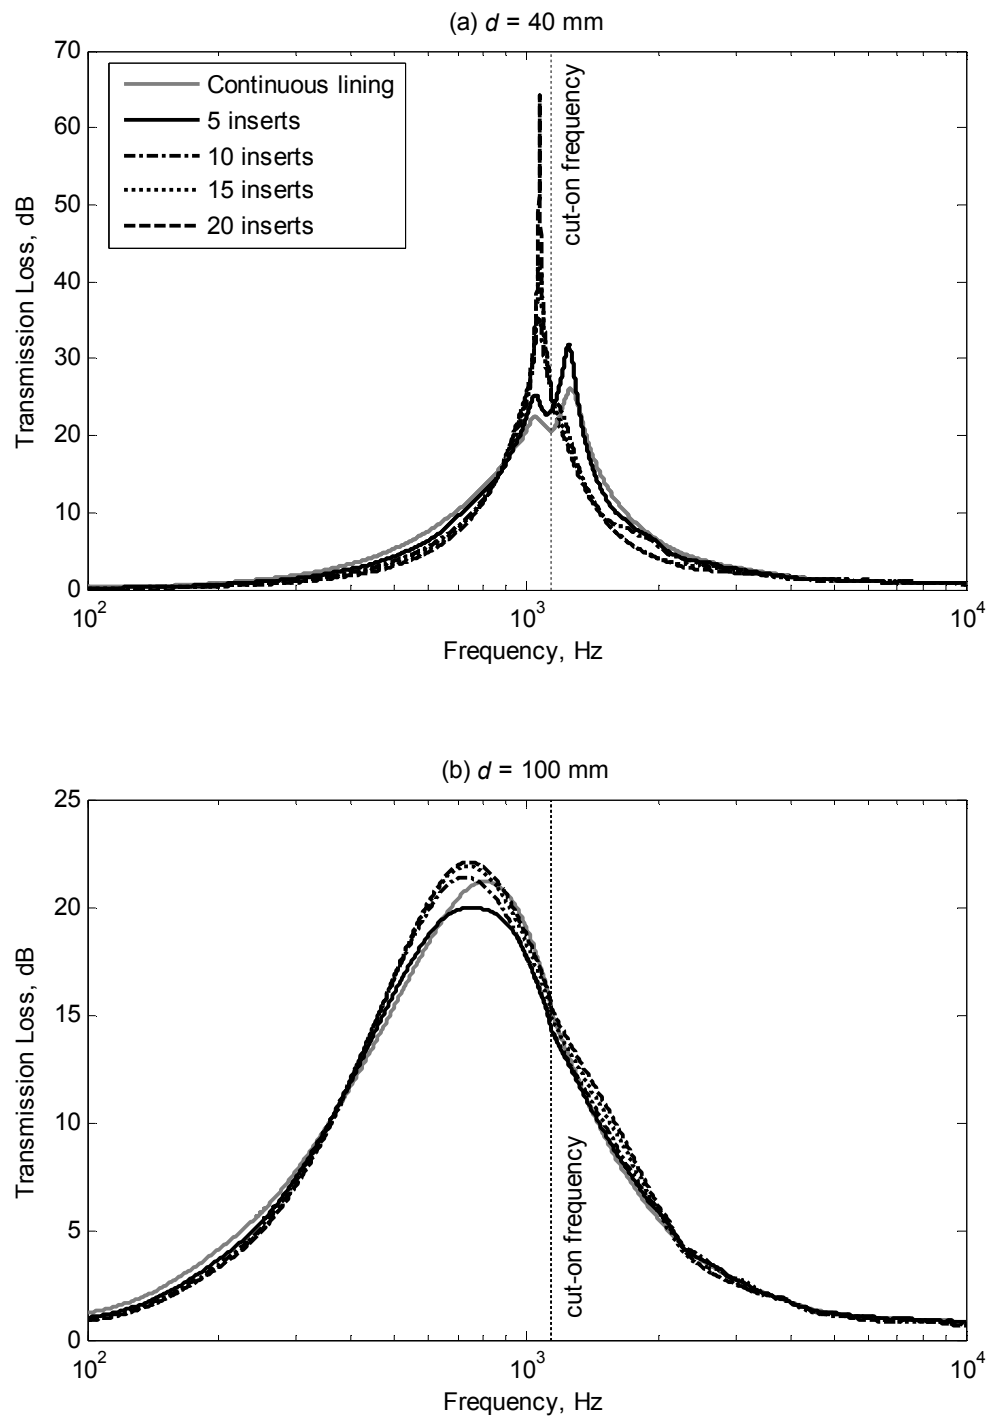 (a) d = 40 mm
70
60
50
40
30
20
10
0
Transmission Loss, dB
Continuous lining
5 inserts
10 inserts
15 inserts
20 inserts
cut-on frequency
10^2
10^3
10^4
Frequency, Hz
(b) d = 100 mm
25
20
15
10
5
0
Transmission Loss, dB
cut-on frequency
10^2
10^3
10^4
Frequency, Hz